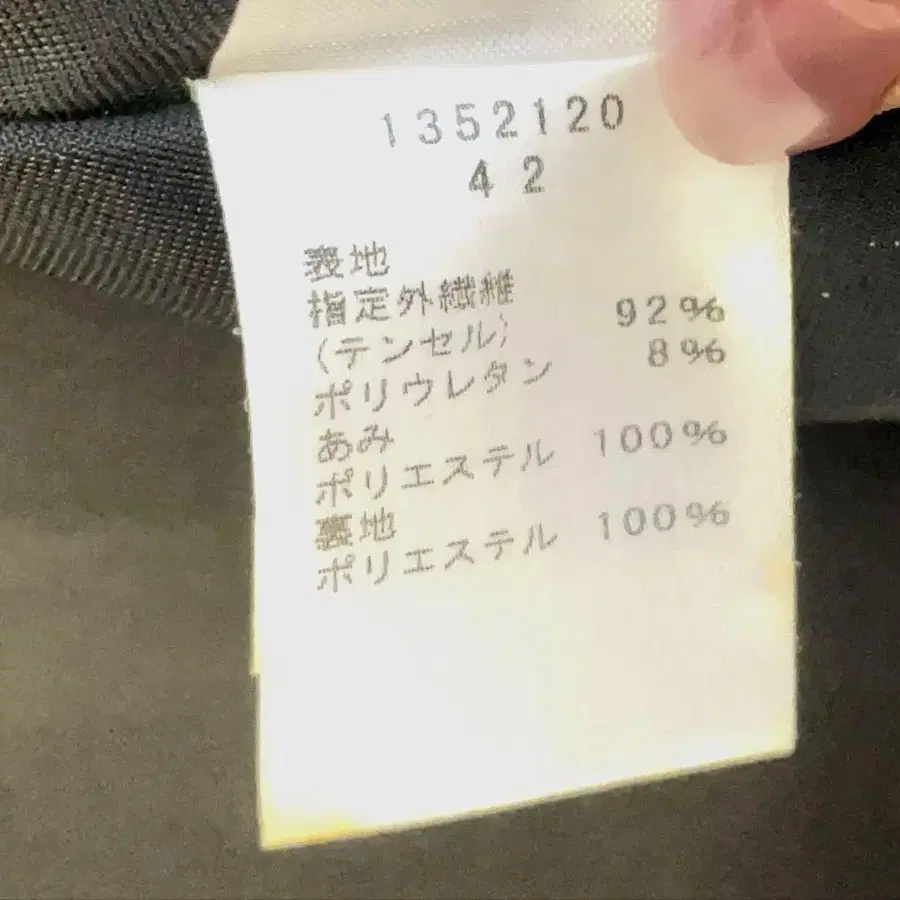 1352120
42
表地
指定外繊維
(テンセル) 92%
ポリウレタン 8%
あみ
ポリエステル 100%
裏地
ポリエステル 100%